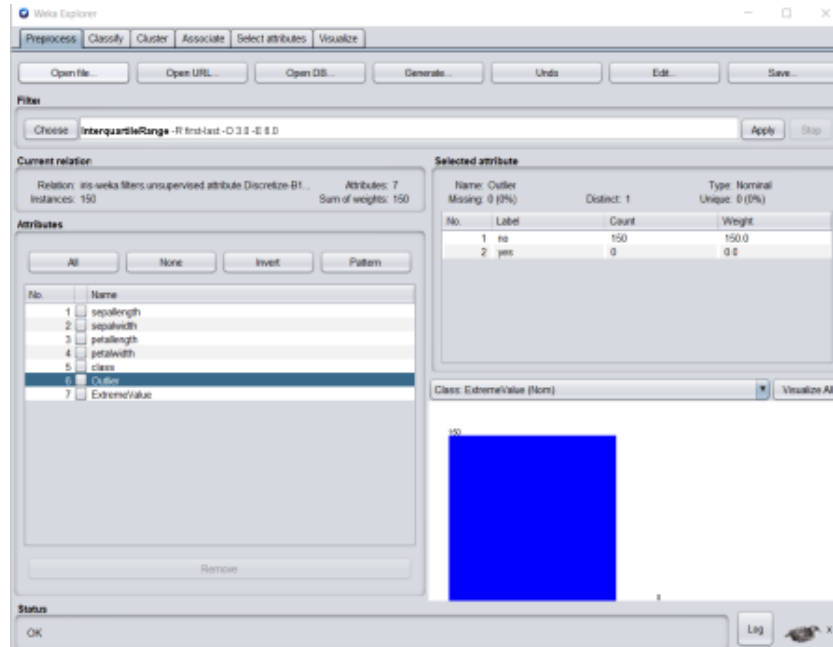 Weka Explorer
Preprocess Classify Cluster Associate Select attributes Visualize
Open file... Open URL... Open DB... Generate... Undo Edit... Save...
Filter
Choose InterquartileRange -R first-last -O 3.0 -E 6.0 Apply Stop
Current relation
Relation: iris-weka.filters.unsupervised.attribute.Discretize-B1... Attributes: 7
Instances: 150 Sum of weights: 150
Attributes
All None Invert Pattern
No. Name
1 sepallength
2 sepalwidth
3 petallength
4 petalwidth
5 class
6 Outlier
7 ExtremeValue
Remove
Selected attribute
Name: Outlier Type: Nominal
Missing: 0 (0%) Distinct: 1 Unique: 0 (0%)
No. Label Count Weight
1 no 150 150.0
2 yes 0 0.0
Class: ExtremeValue (Nom) Visualize All
150
0
Status
OK
Log x